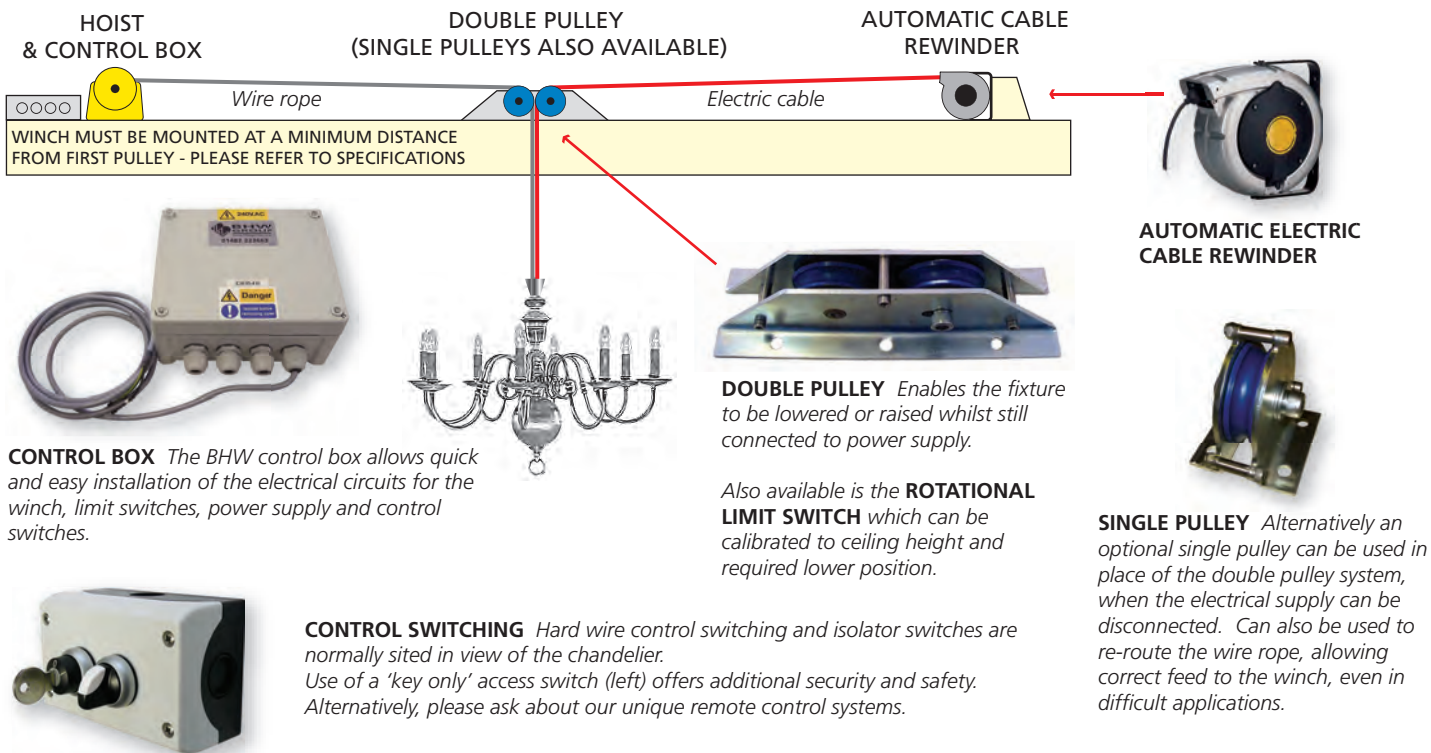 HOIST
& CONTROL BOX
DOUBLE PULLEY
(SINGLE PULLEYS ALSO AVAILABLE)
AUTOMATIC CABLE
REWINDER
Wire rope
Electric cable
WINCH MUST BE MOUNTED AT A MINIMUM DISTANCE
FROM FIRST PULLEY - PLEASE REFER TO SPECIFICATIONS
AUTOMATIC ELECTRIC
CABLE REWINDER
240V.AC
BHW
GROUP
Danger
CONTROL BOX The BHW control box allows quick
and easy installation of the electrical circuits for the
winch, limit switches, power supply and control
switches.
DOUBLE PULLEY Enables the fixture
to be lowered or raised whilst still
connected to power supply.
Also available is the ROTATIONAL
LIMIT SWITCH which can be
calibrated to ceiling height and
required lower position.
SINGLE PULLEY Alternatively an
optional single pulley can be used in
place of the double pulley system,
when the electrical supply can be
disconnected. Can also be used to
re-route the wire rope, allowing
correct feed to the winch, even in
difficult applications.
CONTROL SWITCHING Hard wire control switching and isolator switches are
normally sited in view of the chandelier.
Use of a ‘key only’ access switch (left) offers additional security and safety.
Alternatively, please ask about our unique remote control systems.